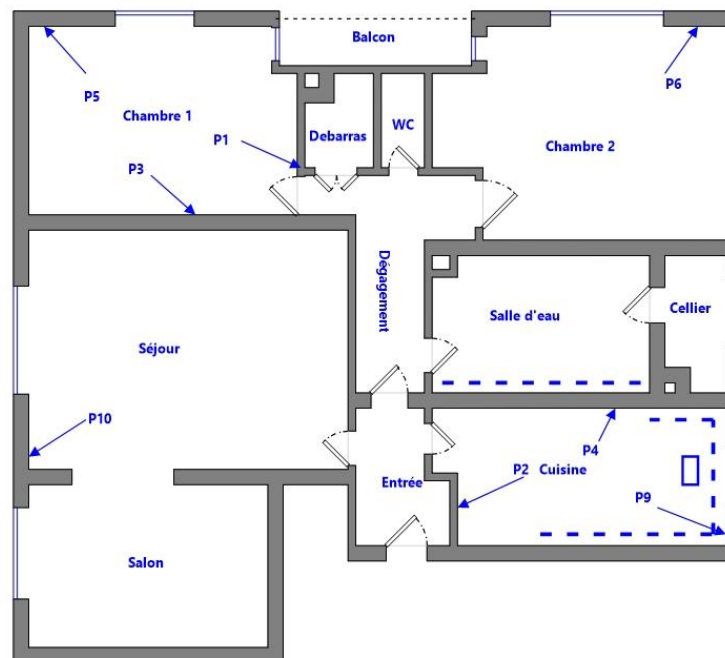 Balcon
P5
P6
Chambre 1
P1
Debarras
WC
Chambre 2
P3
Dégagement
Salle d'eau
Cellier
Séjour
P10
P4
P2
Cuisine
Entrée
P9
Salon